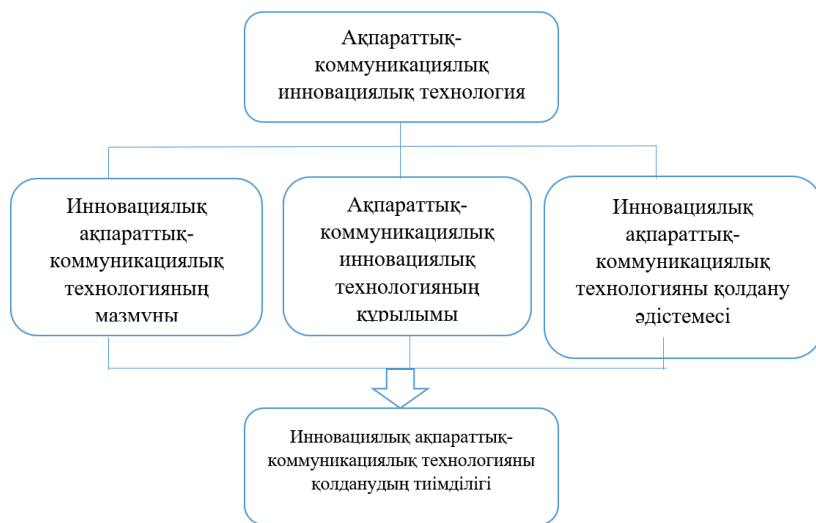 Ақпараттық-
коммуникациялық
инновациялық технология
Инновациялық
ақпараттық-
коммуникациялық
технологияның
мазмұны
Ақпараттық-
коммуникациялық
инновациялық
технологияның
құрылымы
Инновациялық
ақпараттық-
коммуникациялық
технологияны қолдану
әдістемесі
Инновациялық ақпараттық-
коммуникациялық технологияны
қолданудың тиімділігі